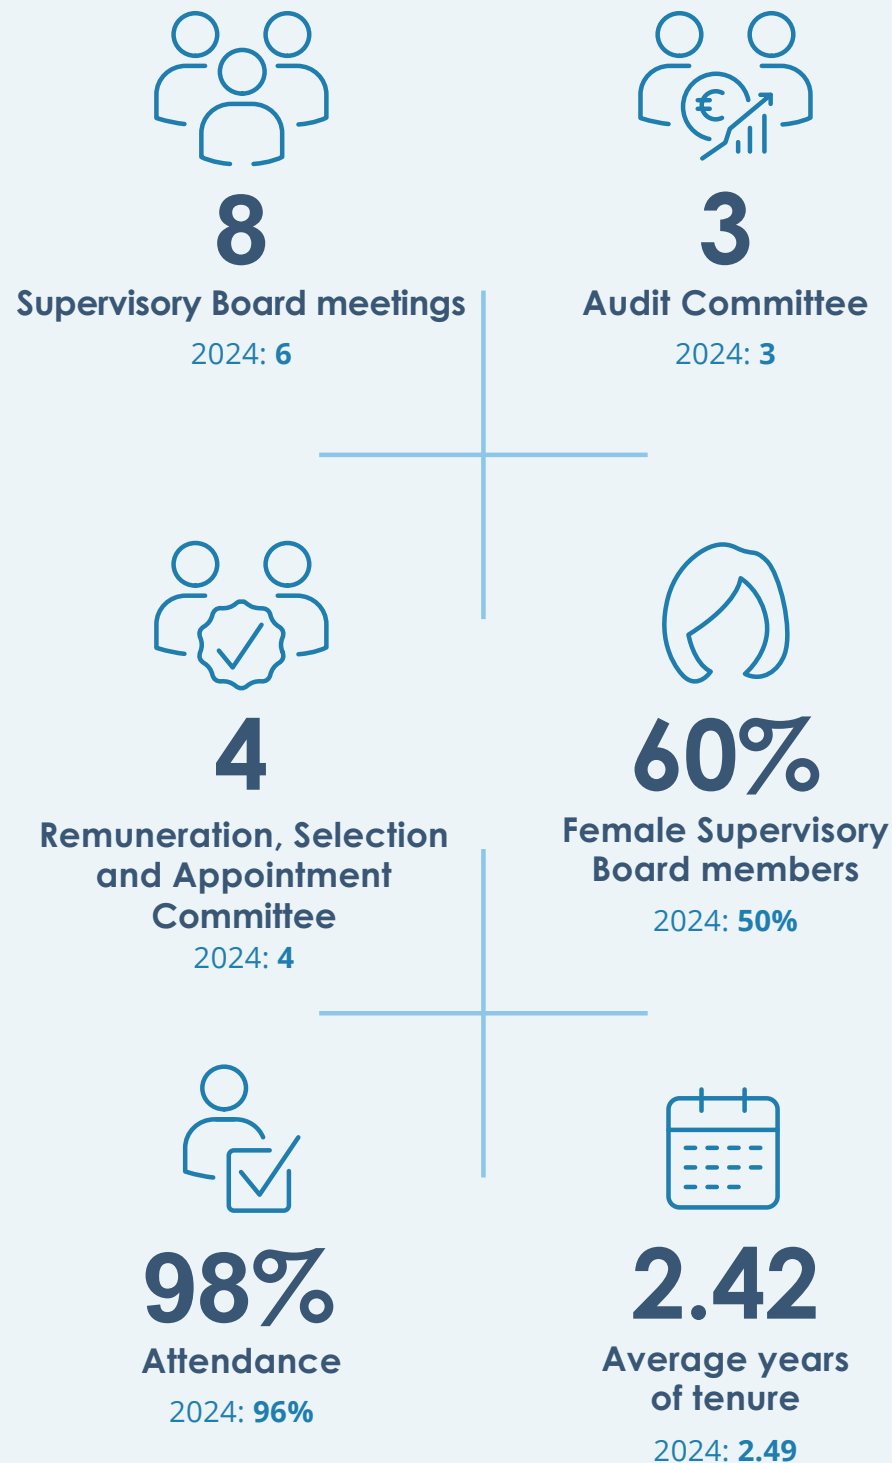 8
Supervisory Board meetings
2024: 6
€
3
Audit Committee
2024: 3
4
Remuneration, Selection
and Appointment
Committee
2024: 4
60%
Female Supervisory
Board members
2024: 50%
98%
Attendance
2024: 96%
2.42
Average years
of tenure
2024: 2.49